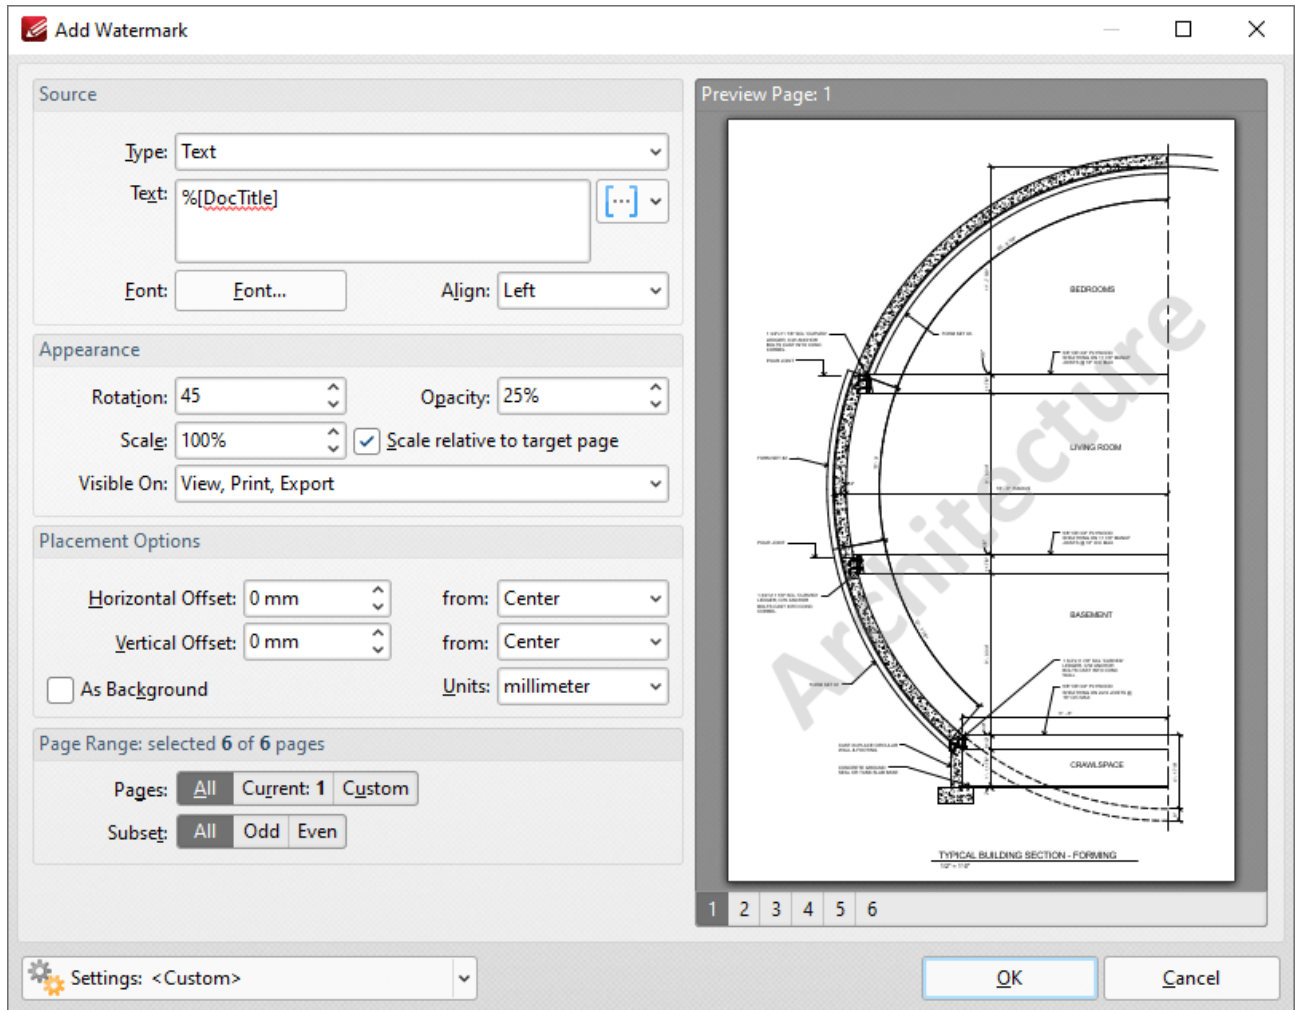 Add Watermark
Source
Type: Text
Text: %[DocTitle]
Font: Font... Align: Left
Appearance
Rotation: 45 Opacity: 25%
Scale: 100% Scale relative to target page
Visible On: View, Print, Export
Placement Options
Horizontal Offset: 0 mm from: Center
Vertical Offset: 0 mm from: Center
As Background Units: millimeter
Page Range: selected 6 of 6 pages
Pages: All Current: 1 Custom
Subset: All Odd Even
Preview Page: 1
BEDROOMS
LIVING ROOM
BASEMENT
CRAWLSPACE
Architecture
TYPICAL BUILDING SECTION - FORMING
1 2 3 4 5 6
Settings: <Custom>
OK Cancel